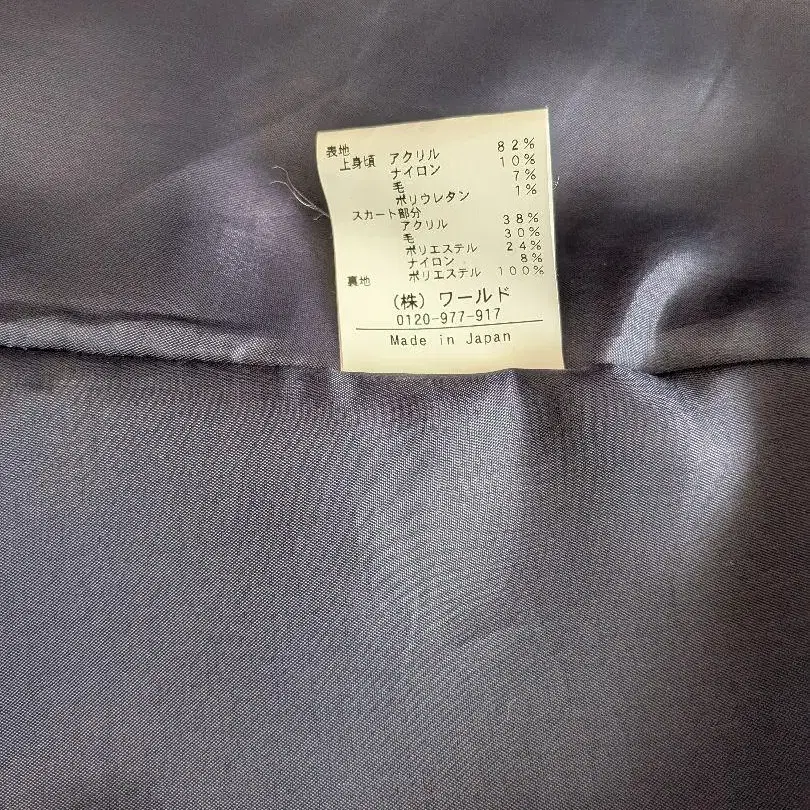 表地
上身頃 アクリル 82%
ナイロン 10%
毛 7%
ポリウレタン 1%
スカート部分
アクリル 38%
毛 30%
ポリエステル 24%
ナイロン 8%
裏地 ポリエステル 100%
(株) ワールド
0120-977-917
Made in Japan